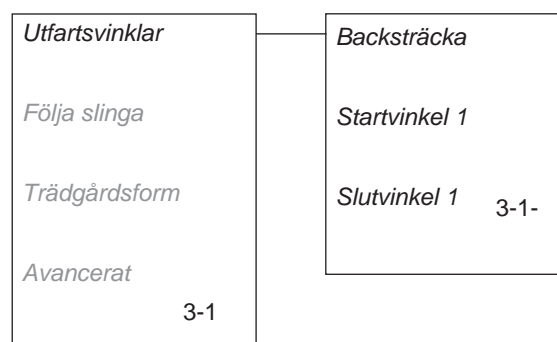 Utfartsvinklar
Följa slinga
Trädgårdsform
Avancerat
3-1
Backsträcka
Startvinkel 1
Slutvinkel 1
3-1-